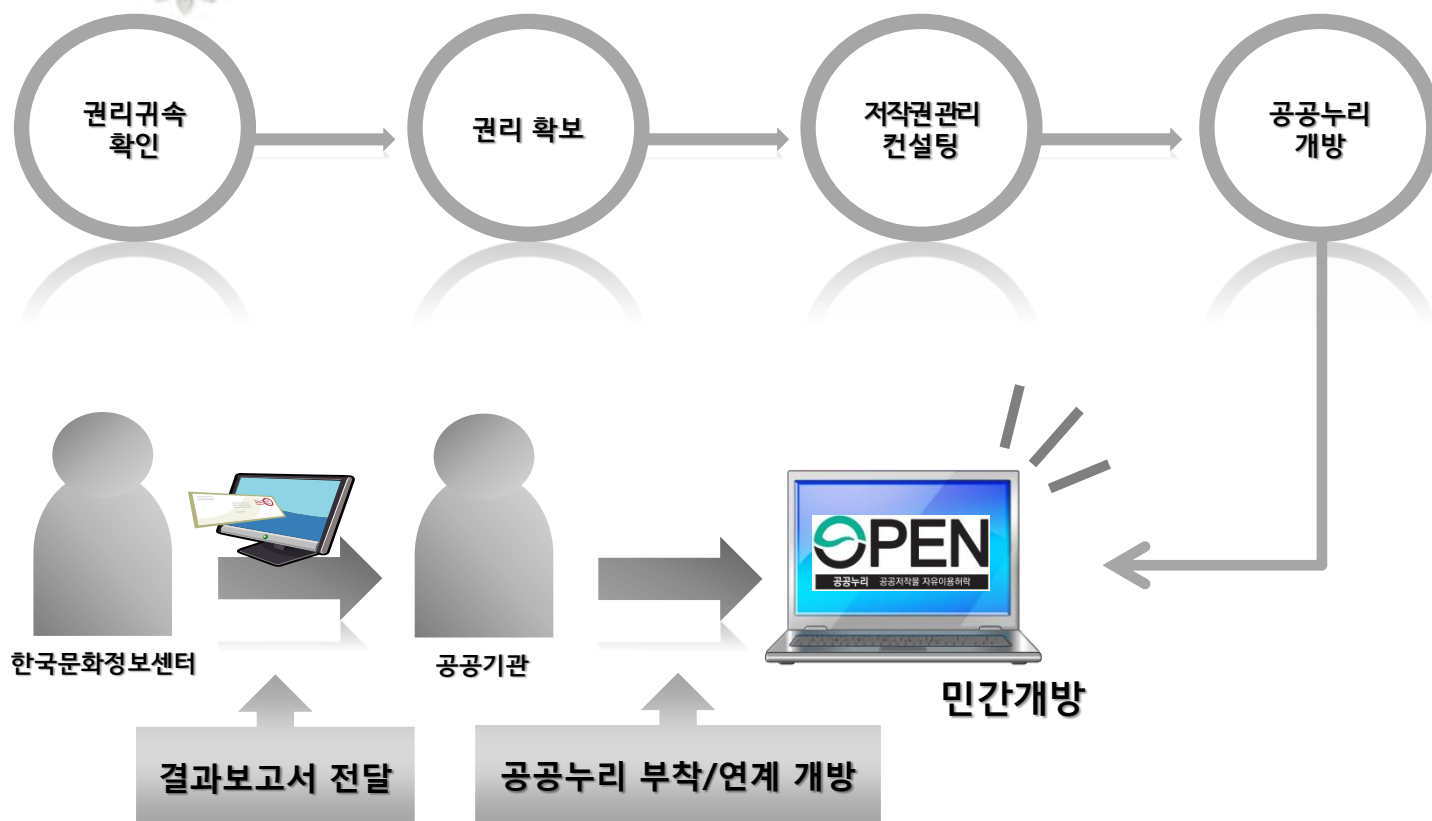 권리귀속
확인
권리 확보
저작권관리
컨설팅
공공누리
개방
OPEN
공공누리 공공저작물 자유이용허락
한국문화정보센터
공공기관
민간개방
결과보고서 전달
공공누리 부착/연계 개방